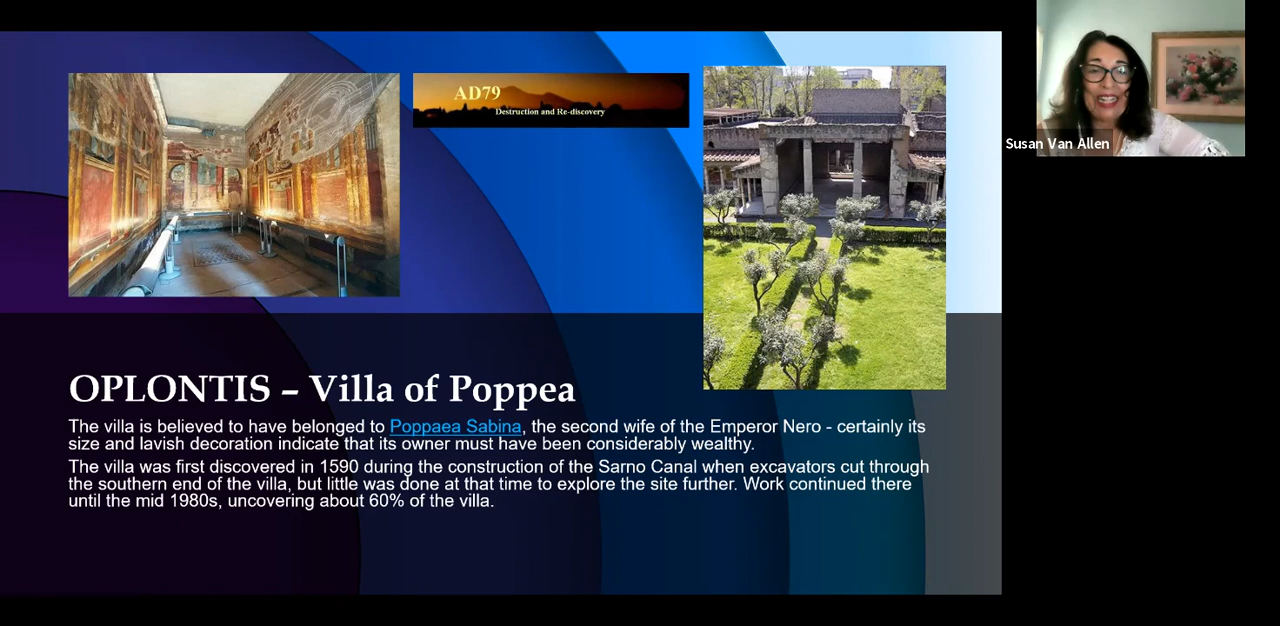 AD79
Destruction and Re-discovery
Susan Van Allen
OPLONTIS – Villa of Poppea
The villa is believed to have belonged to Poppaea Sabina, the second wife of the Emperor Nero - certainly its
size and lavish decoration indicate that its owner must have been considerably wealthy.
The villa was first discovered in 1590 during the construction of the Sarno Canal when excavators cut through
the southern end of the villa, but little was done at that time to explore the site further. Work continued there
until the mid 1980s, uncovering about 60% of the villa.